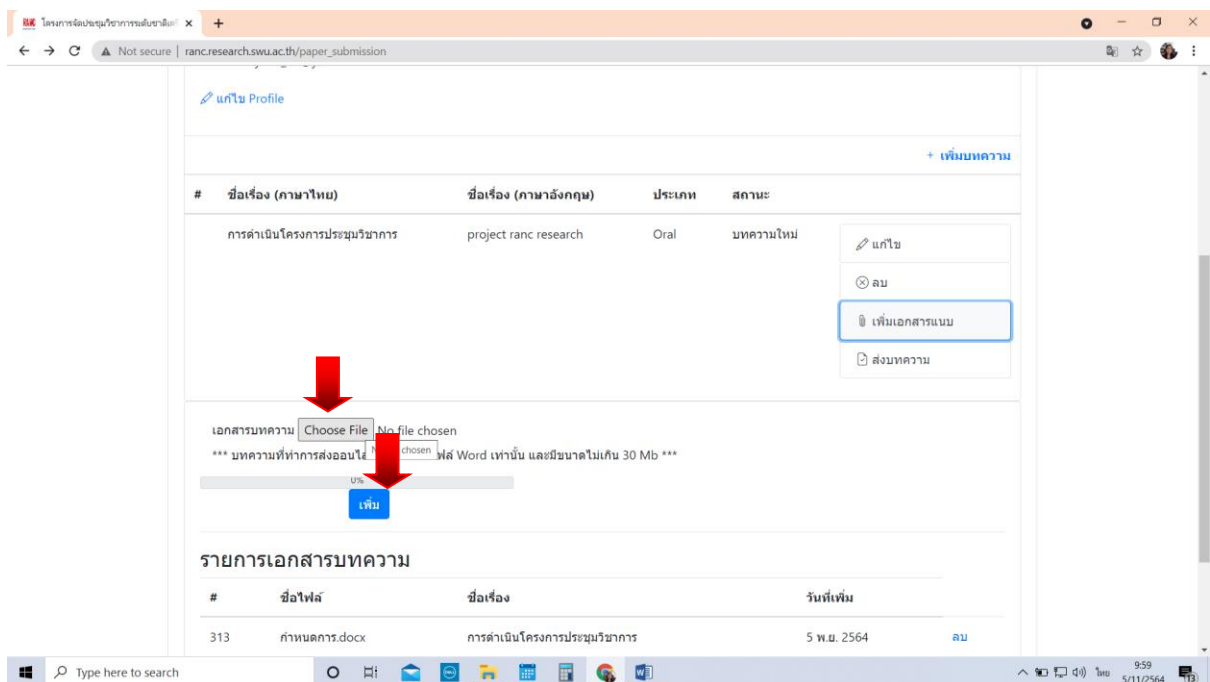 โครงการจัดประชุมวิชาการระดับชาติ
Not secure | ranc.research.swu.ac.th/paper_submission
แก้ไข Profile
+ เพิ่มบทความ
# ชื่อเรื่อง (ภาษาไทย) ชื่อเรื่อง (ภาษาอังกฤษ) ประเภท สถานะ
การดำเนินโครงการประชุมวิชาการ project ranc research Oral บทความใหม่
แก้ไข
ลบ
เพิ่มเอกสารแนบ
ส่งบทความ
เอกสารบทความ Choose File No file chosen
*** บทความที่ทำการส่งออนไล chosen ฟล์ Word เท่านั้น และมีขนาดไม่เกิน 30 Mb ***
0%
เพิ่ม
รายการเอกสารบทความ
# ชื่อไฟล์ ชื่อเรื่อง วันที่เพิ่ม
313 กำหนดการ.docx การดำเนินโครงการประชุมวิชาการ 5 พ.ย. 2564 ลบ
Type here to search
ไทย 9:59
5/11/2564